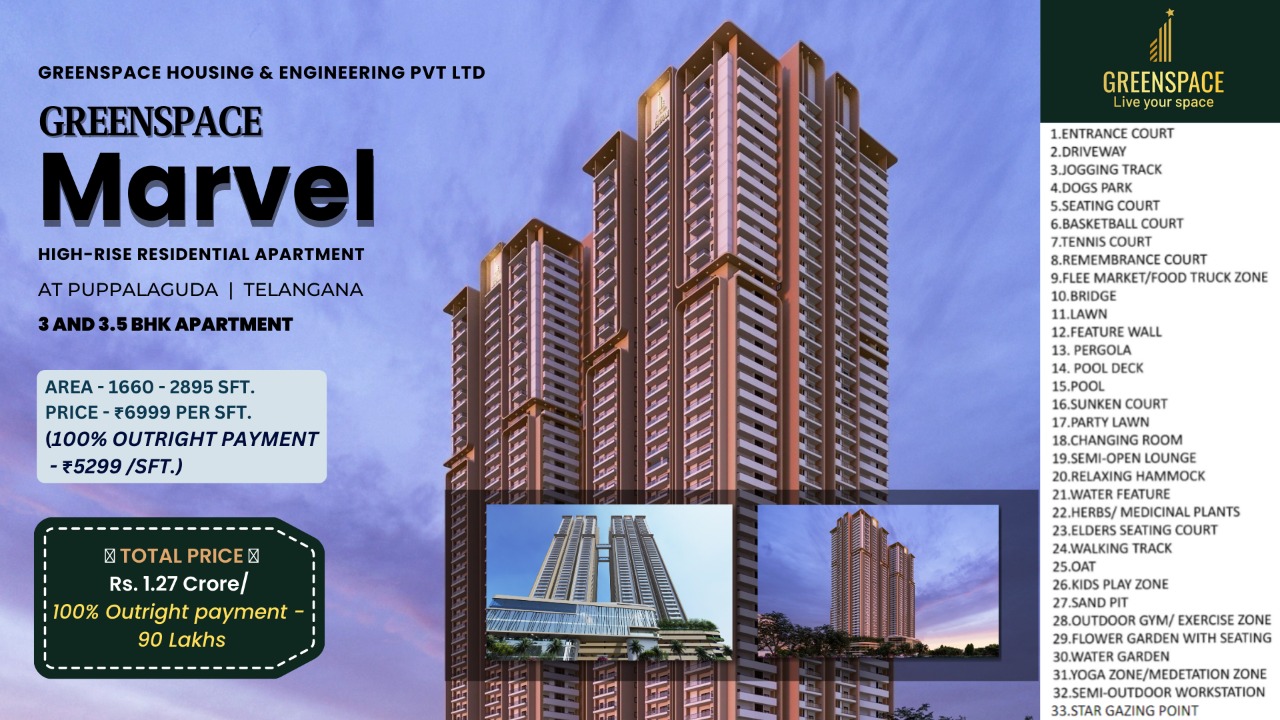 GREENSPACE HOUSING & ENGINEERING PVT LTD
GREENSPACE
Marvel
HIGH-RISE RESIDENTIAL APARTMENT
AT PUPPALAGUDA | TELANGANA
3 AND 3.5 BHK APARTMENT
AREA - 1660 - 2895 SFT.
PRICE - ₹6999 PER SFT.
(100% OUTRIGHT PAYMENT
- ₹5299 /SFT.)
TOTAL PRICE
Rs. 1.27 Crore/
100% Outright payment -
90 Lakhs
GREENSPACE
Live your space
1.ENTRANCE COURT
2.DRIVEWAY
3.JOGGING TRACK
4.DOGS PARK
5.SEATING COURT
6.BASKETBALL COURT
7.TENNIS COURT
8.REMEMBRANCE COURT
9.FLEE MARKET/FOOD TRUCK ZONE
10.BRIDGE
11.LAWN
12.FEATURE WALL
13. PERGOLA
14. POOL DECK
15.POOL
16.SUNKEN COURT
17.PARTY LAWN
18.CHANGING ROOM
19.SEMI-OPEN LOUNGE
20.RELAXING HAMMOCK
21.WATER FEATURE
22.HERBS/ MEDICINAL PLANTS
23.ELDERS SEATING COURT
24.WALKING TRACK
25.OAT
26.KIDS PLAY ZONE
27.SAND PIT
28.OUTDOOR GYM/ EXERCISE ZONE
29.FLOWER GARDEN WITH SEATING
30.WATER GARDEN
31.YOGA ZONE/MEDETATION ZONE
32.SEMI-OUTDOOR WORKSTATION
33.STAR GAZING POINT